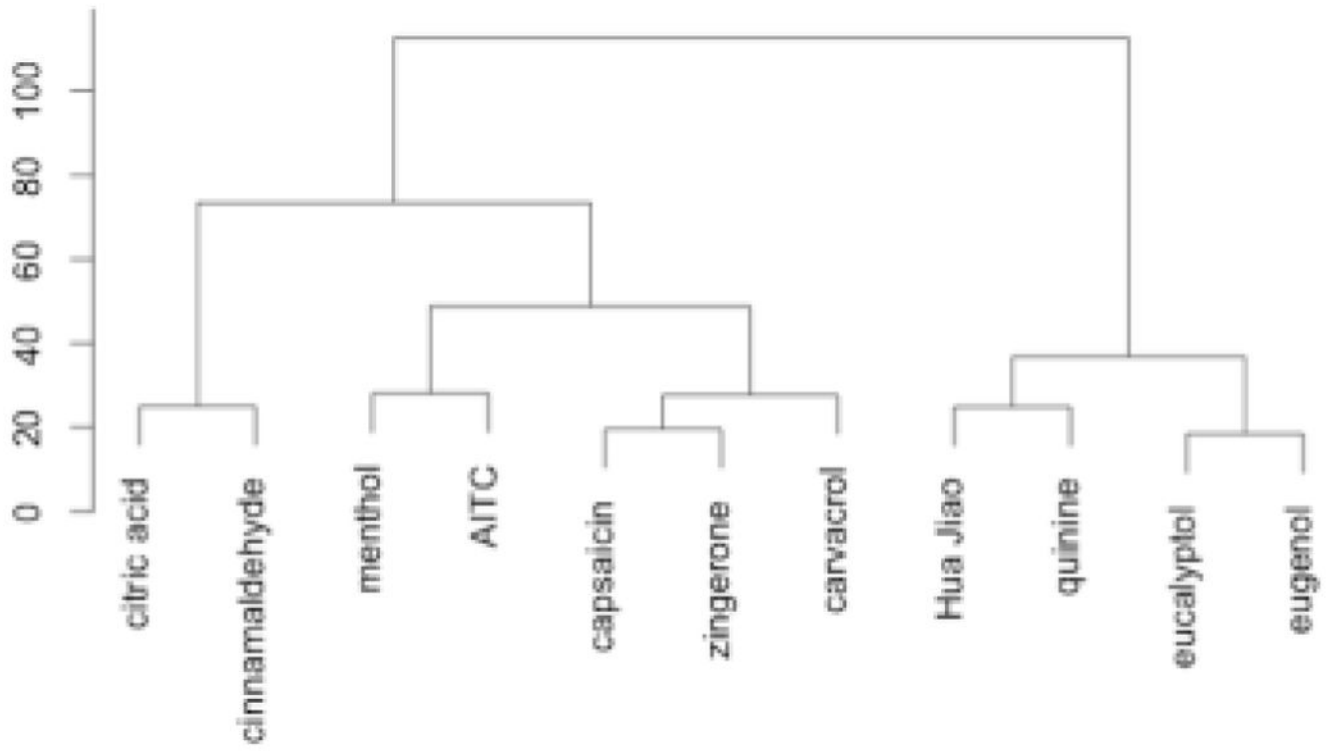 100
80
60
40
20
0
citric acid
cinnamaldehyde
menthol
AITC
capsaicin
zingerone
carvacrol
Hua Jiao
quinine
eucalyptol
eugenol